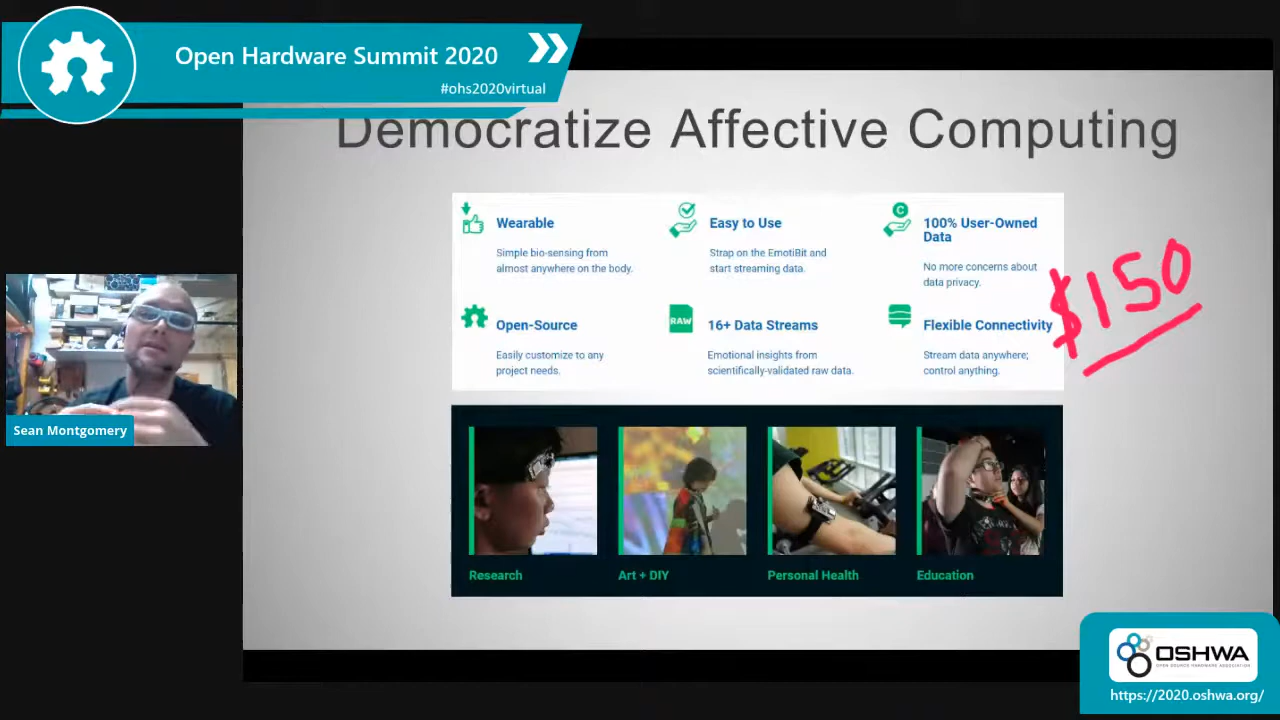 Open Hardware Summit 2020
#ohs2020virtual
Democratize Affective Computing
Wearable
Simple bio-sensing from
almost anywhere on the body.
Easy to Use
Strap on the EmotiBit and
start streaming data.
100% User-Owned
Data
No more concerns about
data privacy.
$150
Open-Source
Easily customize to any
project needs.
RAW
16+ Data Streams
Emotional insights from
scientifically-validated raw data.
Flexible Connectivity
Stream data anywhere;
control anything.
Sean Montgomery
Research
Art + DIY
Personal Health
Education
OSHWA
OPEN SOURCE HARDWARE ASSOCIATION
https://2020.oshwa.org/